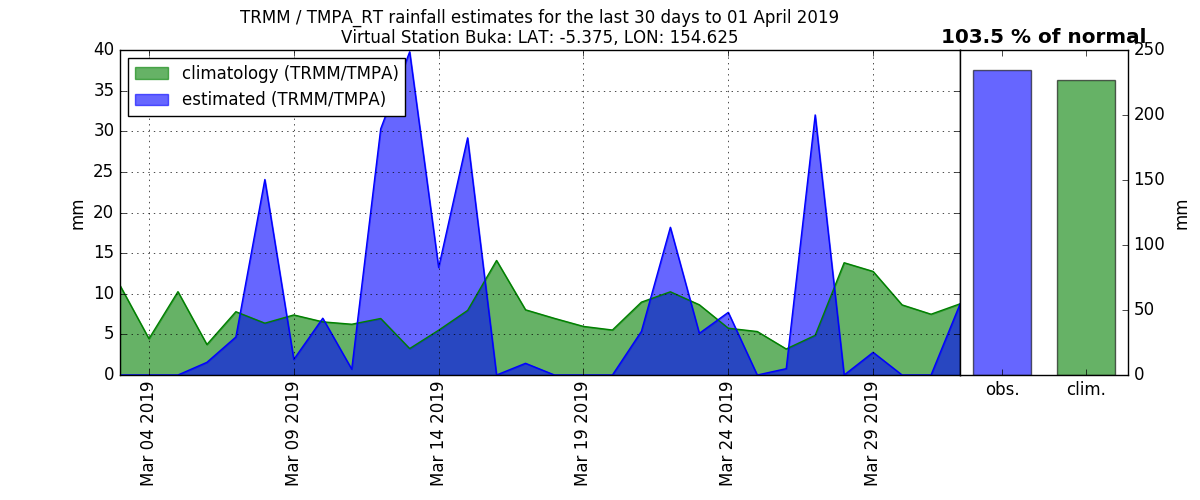 TRMM / TMPA_RT rainfall estimates for the last 30 days to 01 April 2019
Virtual Station Buka: LAT: -5.375, LON: 154.625
103.5 % of normal
climatology (TRMM/TMPA)
estimated (TRMM/TMPA)
40
35
30
25
20
15
10
5
0
mm
Mar 04 2019
Mar 09 2019
Mar 14 2019
Mar 19 2019
Mar 24 2019
Mar 29 2019
250
200
150
100
50
0
mm
obs.
clim.